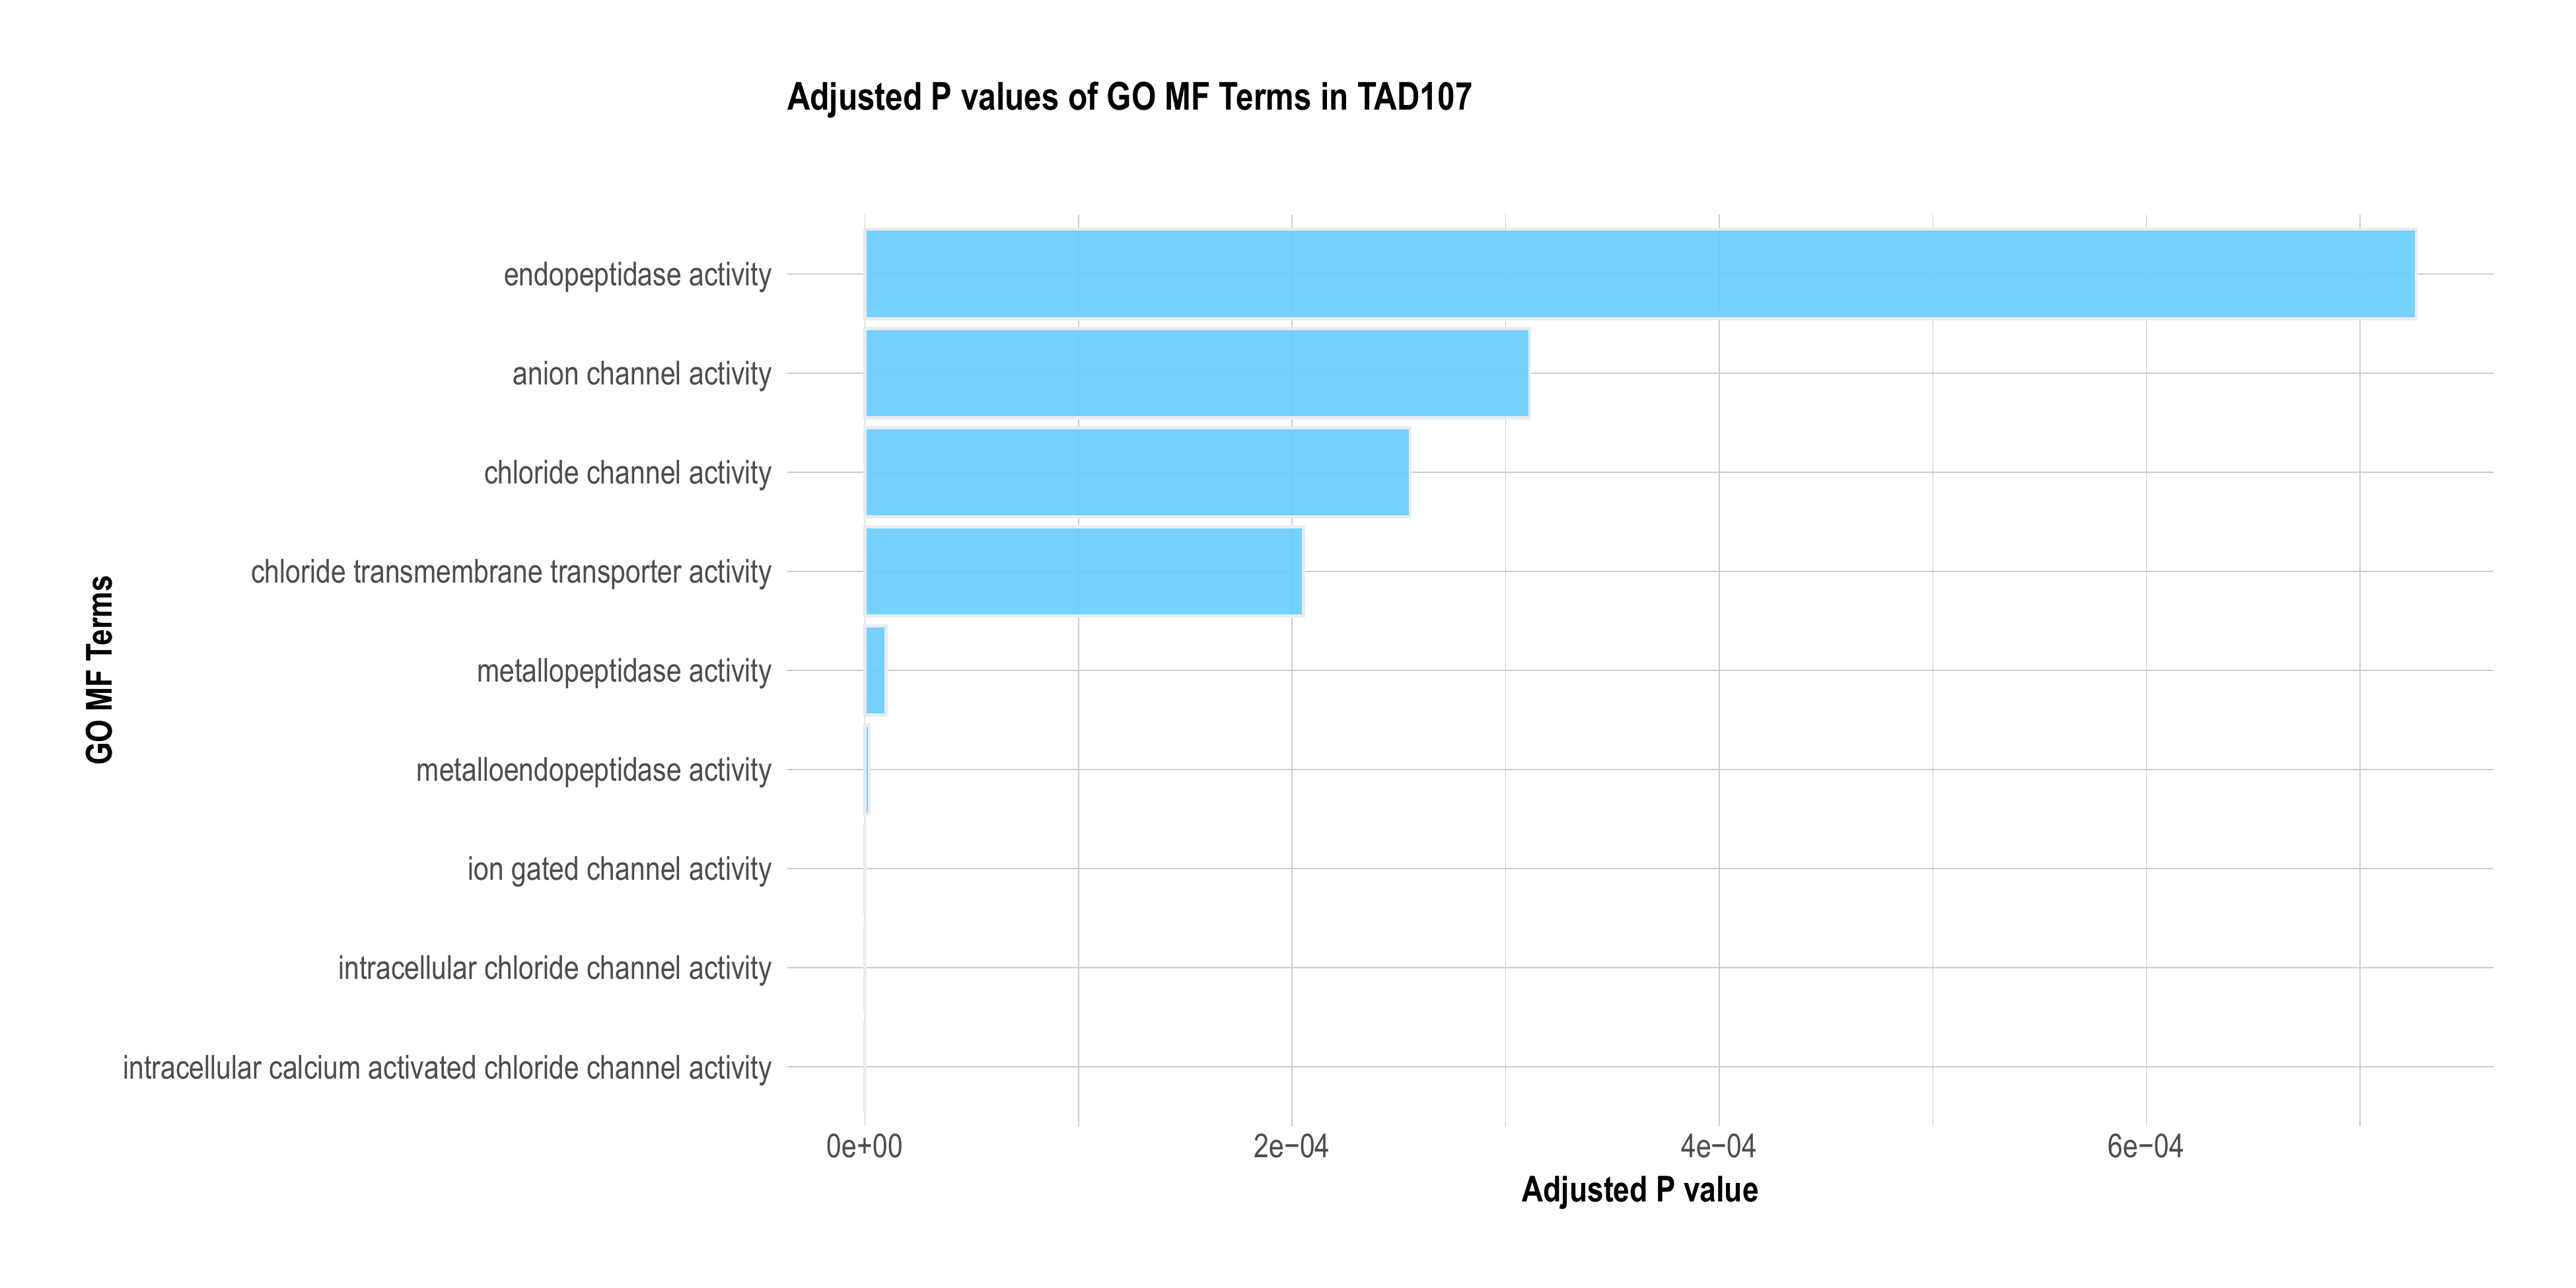 Adjusted P values of GO MF Terms in TAD107
endopeptidase activity
anion channel activity
chloride channel activity
chloride transmembrane transporter activity
metallopeptidase activity
metalloendopeptidase activity
ion gated channel activity
intracellular chloride channel activity
intracellular calcium activated chloride channel activity
GO MF Terms
0e+00 2e−04 4e−04 6e−04
Adjusted P value